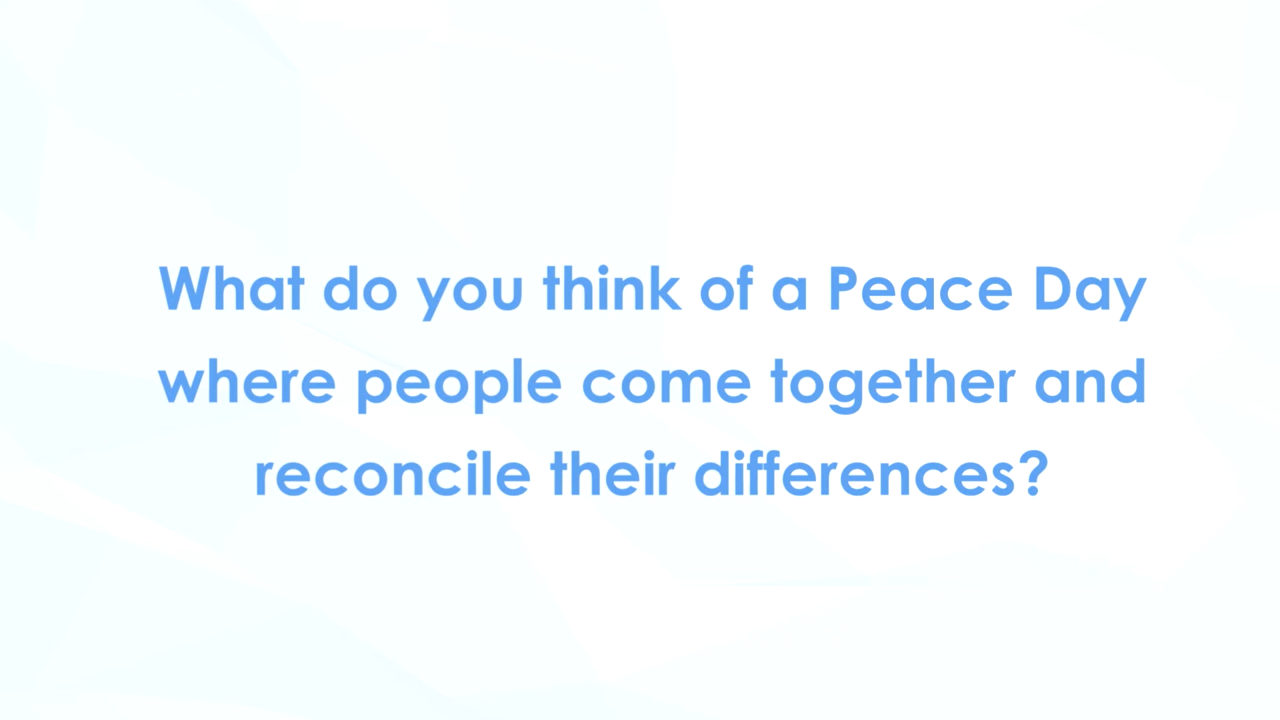 What do you think of a Peace Day
where people come together and
reconcile their differences?